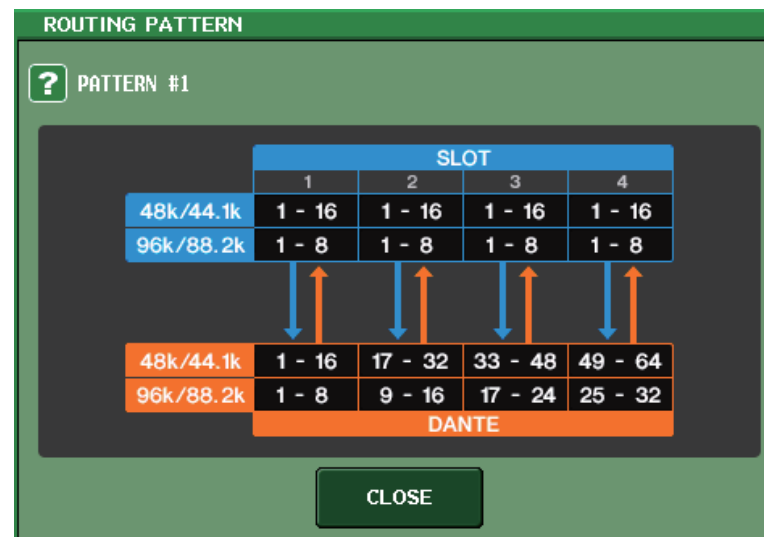 ROUTING PATTERN
? PATTERN #1
SLOT
1 2 3 4
48k/44.1k 1 - 16 1 - 16 1 - 16 1 - 16
96k/88.2k 1 - 8 1 - 8 1 - 8 1 - 8
48k/44.1k 1 - 16 17 - 32 33 - 48 49 - 64
96k/88.2k 1 - 8 9 - 16 17 - 24 25 - 32
DANTE
CLOSE